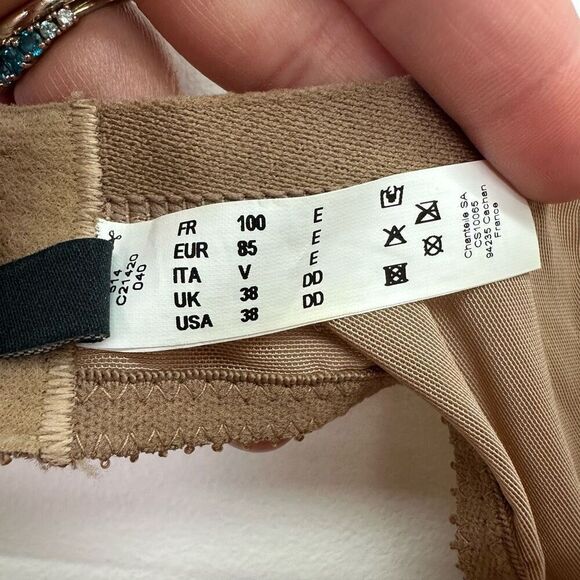 FR 100 E
EUR 85 E
ITA V E
UK 38 DD
USA 38 DD
C21420
040
Chantelle SA
CS10065
94235 Cachan
France